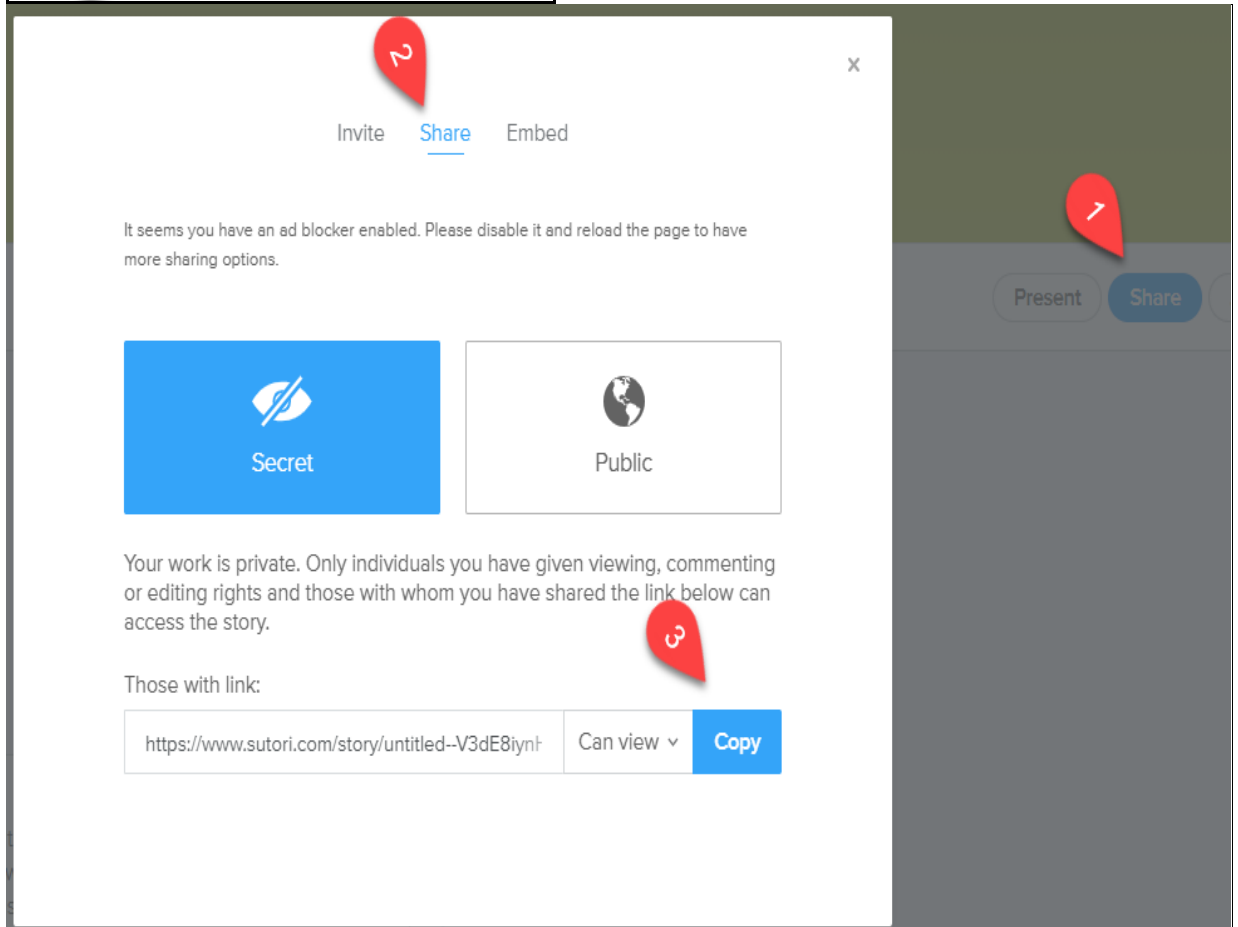 2
x
Invite Share Embed
1
It seems you have an ad blocker enabled. Please disable it and reload the page to have
more sharing options.
Present Share
Secret Public
Your work is private. Only individuals you have given viewing, commenting
or editing rights and those with whom you have shared the link below can
access the story.
3
Those with link:
https://www.sutori.com/story/untitled--V3dE8iyn Can view Copy